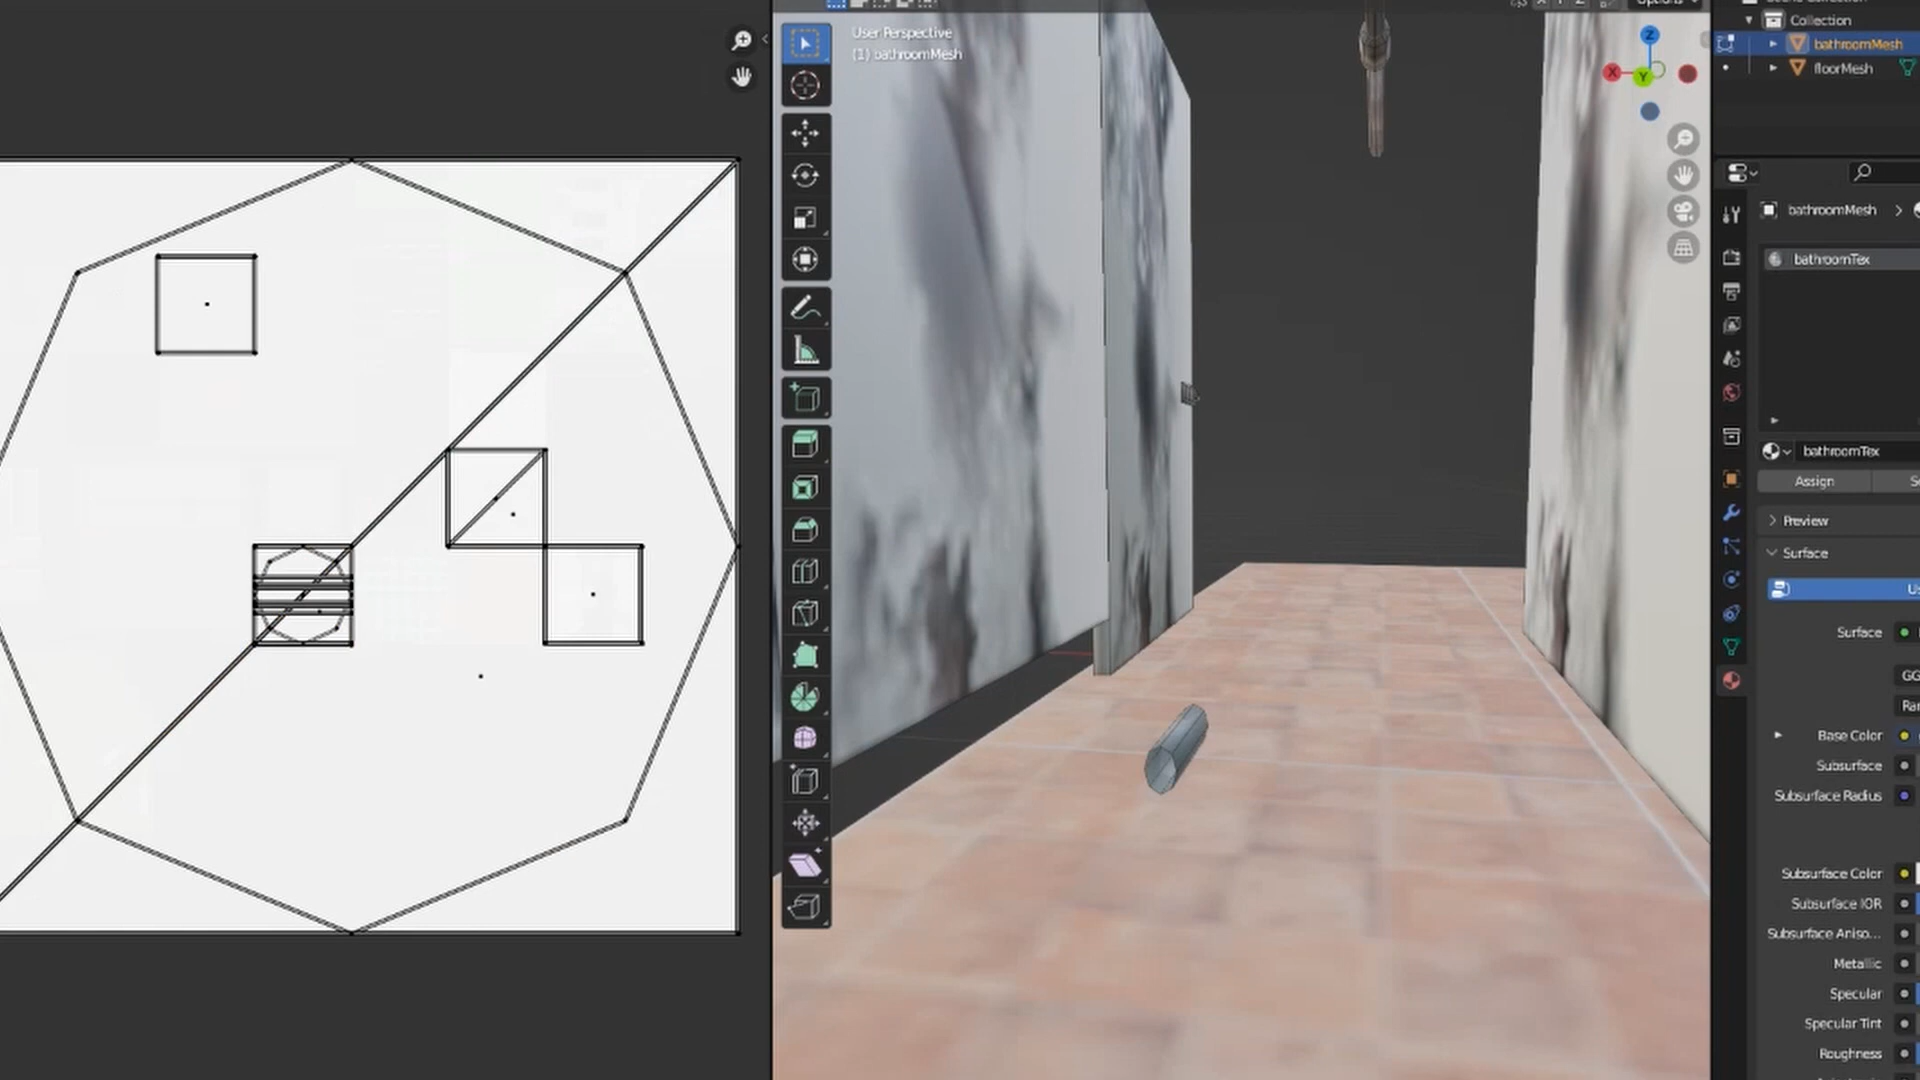 Options
User Perspective
(1) bathroomMesh
Z
X
Y
Collection
bathroomMesh
floorMesh
bathroomMesh
bathroomTex
bathroomTex
Assign
Preview
Surface
Surface
Base Color
Subsurface
Subsurface Radius
Subsurface Color
Subsurface IOR
Subsurface Aniso...
Metallic
Specular
Specular Tint
Roughness